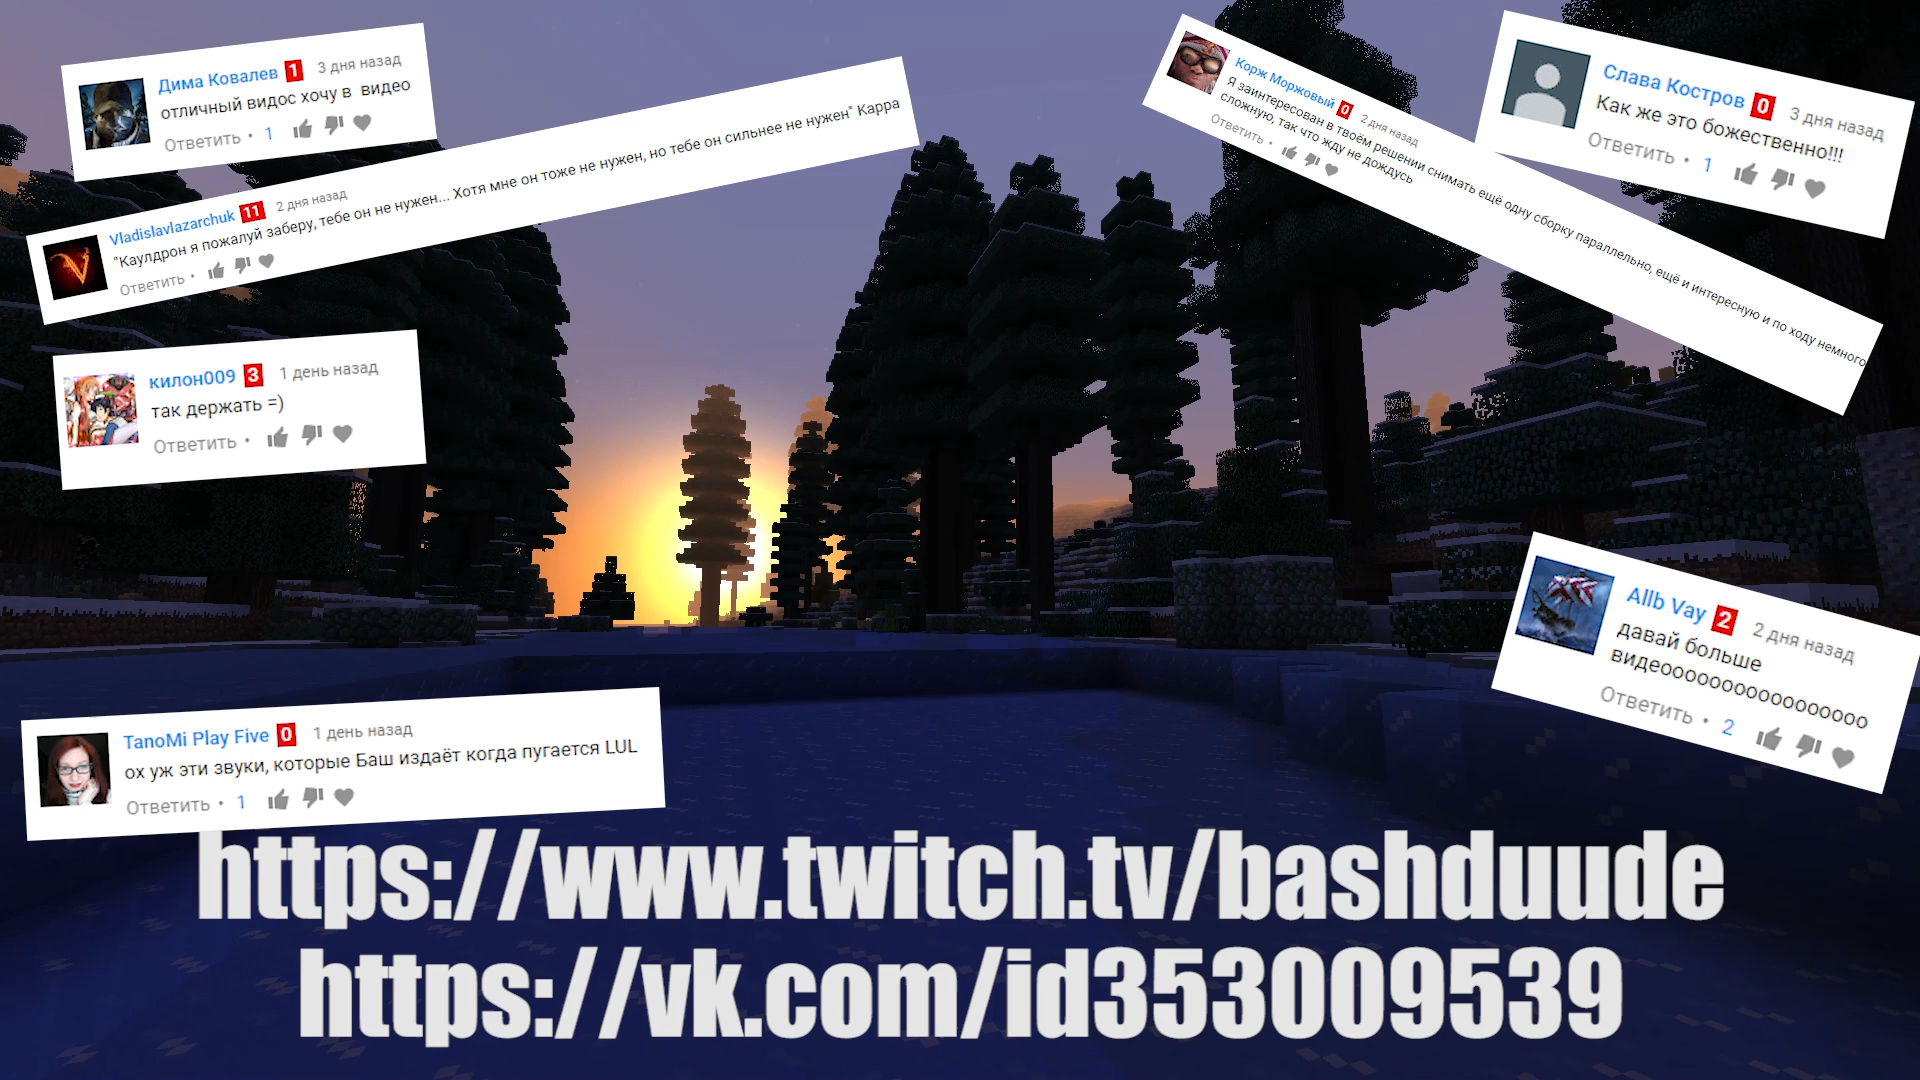 Дима Ковалев 1 3 дня назад
отличный видос хочу в видео
Ответить • 1
Vladislavlazarchuk 11 2 дня назад
"Каулдрон я пожалуй заберу, тебе он не нужен... Хотя мне он тоже не нужен, но тебе он сильнее не нужен" Kappa
Ответить •
килон009 3 1 день назад
так держать =)
Ответить •
Корж Моржовый 0 2 дня назад
Я заинтересован в твоём решении снимать ещё одну сборку параллельно, ещё и интересную и по ходу немного
сложную, так что жду не дождусь
Ответить •
Слава Костров 0 3 дня назад
Как же это божественно!!!
Ответить • 1
Allb Vay 2 2 дня назад
давай больше
видеооооооооооооооооо
Ответить • 2
TanoMi Play Five 0 1 день назад
ох уж эти звуки, которые Баш издаёт когда пугается LUL
Ответить • 1
https://www.twitch.tv/bashduude
https://vk.com/id353009539